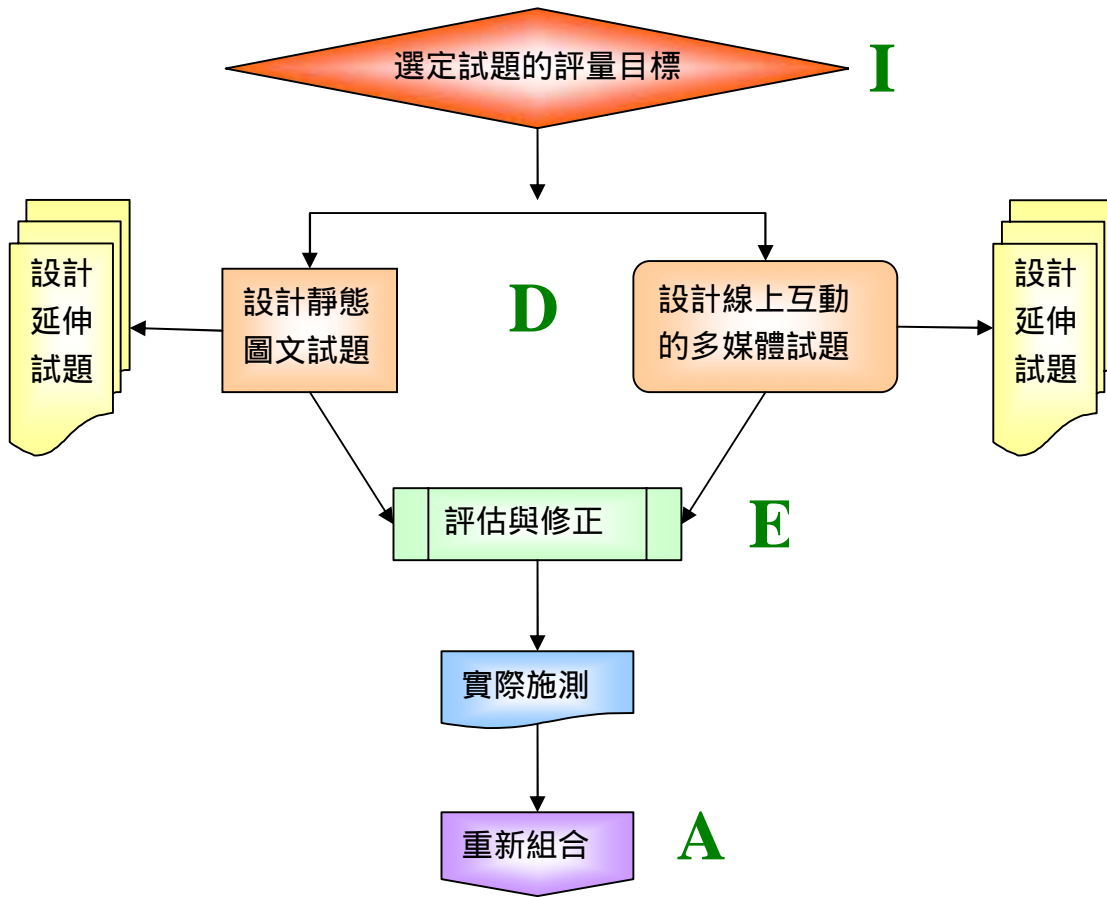 選定試題的評量目標
I
設計
延伸
試題
設計靜態
圖文試題
D
設計線上互動
的多媒體試題
設計
延伸
試題
評估與修正
E
實際施測
重新組合
A